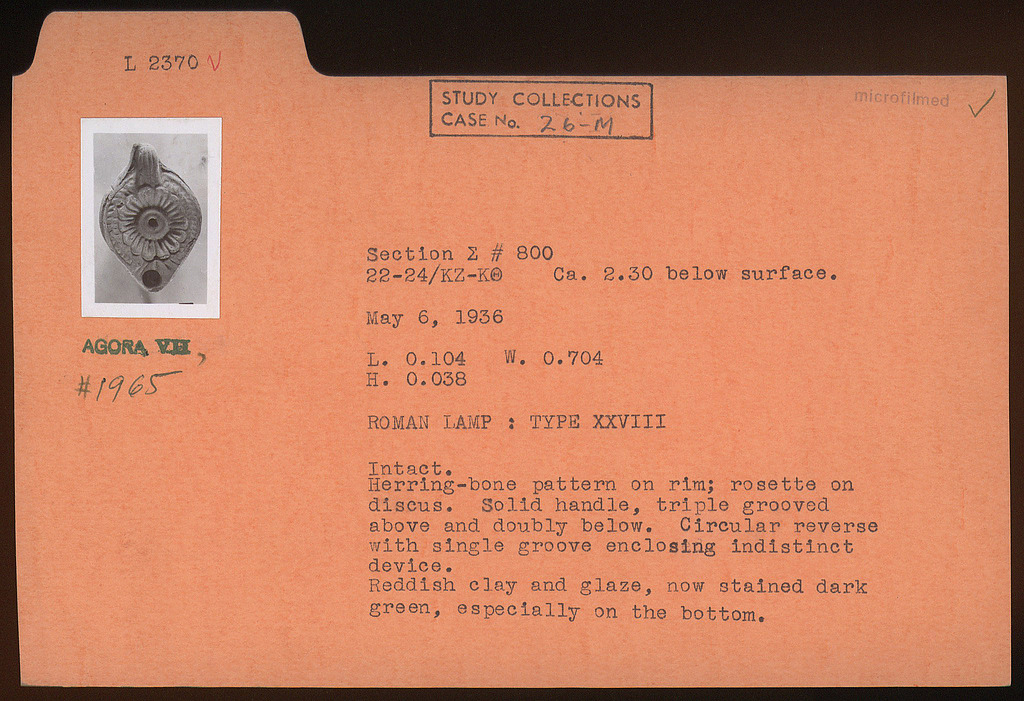 L 2370 V
STUDY COLLECTIONS
CASE No. 26-M
microfilmed ✓
AGORA VII,
#1965
Section Σ # 800
22-24/ΚΖ-ΚΘ Ca. 2.30 below surface.
May 6, 1936
L. 0.104 W. 0.704
H. 0.038
ROMAN LAMP : TYPE XXVIII
Intact.
Herring-bone pattern on rim; rosette on
discus. Solid handle, triple grooved
above and doubly below. Circular reverse
with single groove enclosing indistinct
device.
Reddish clay and glaze, now stained dark
green, especially on the bottom.